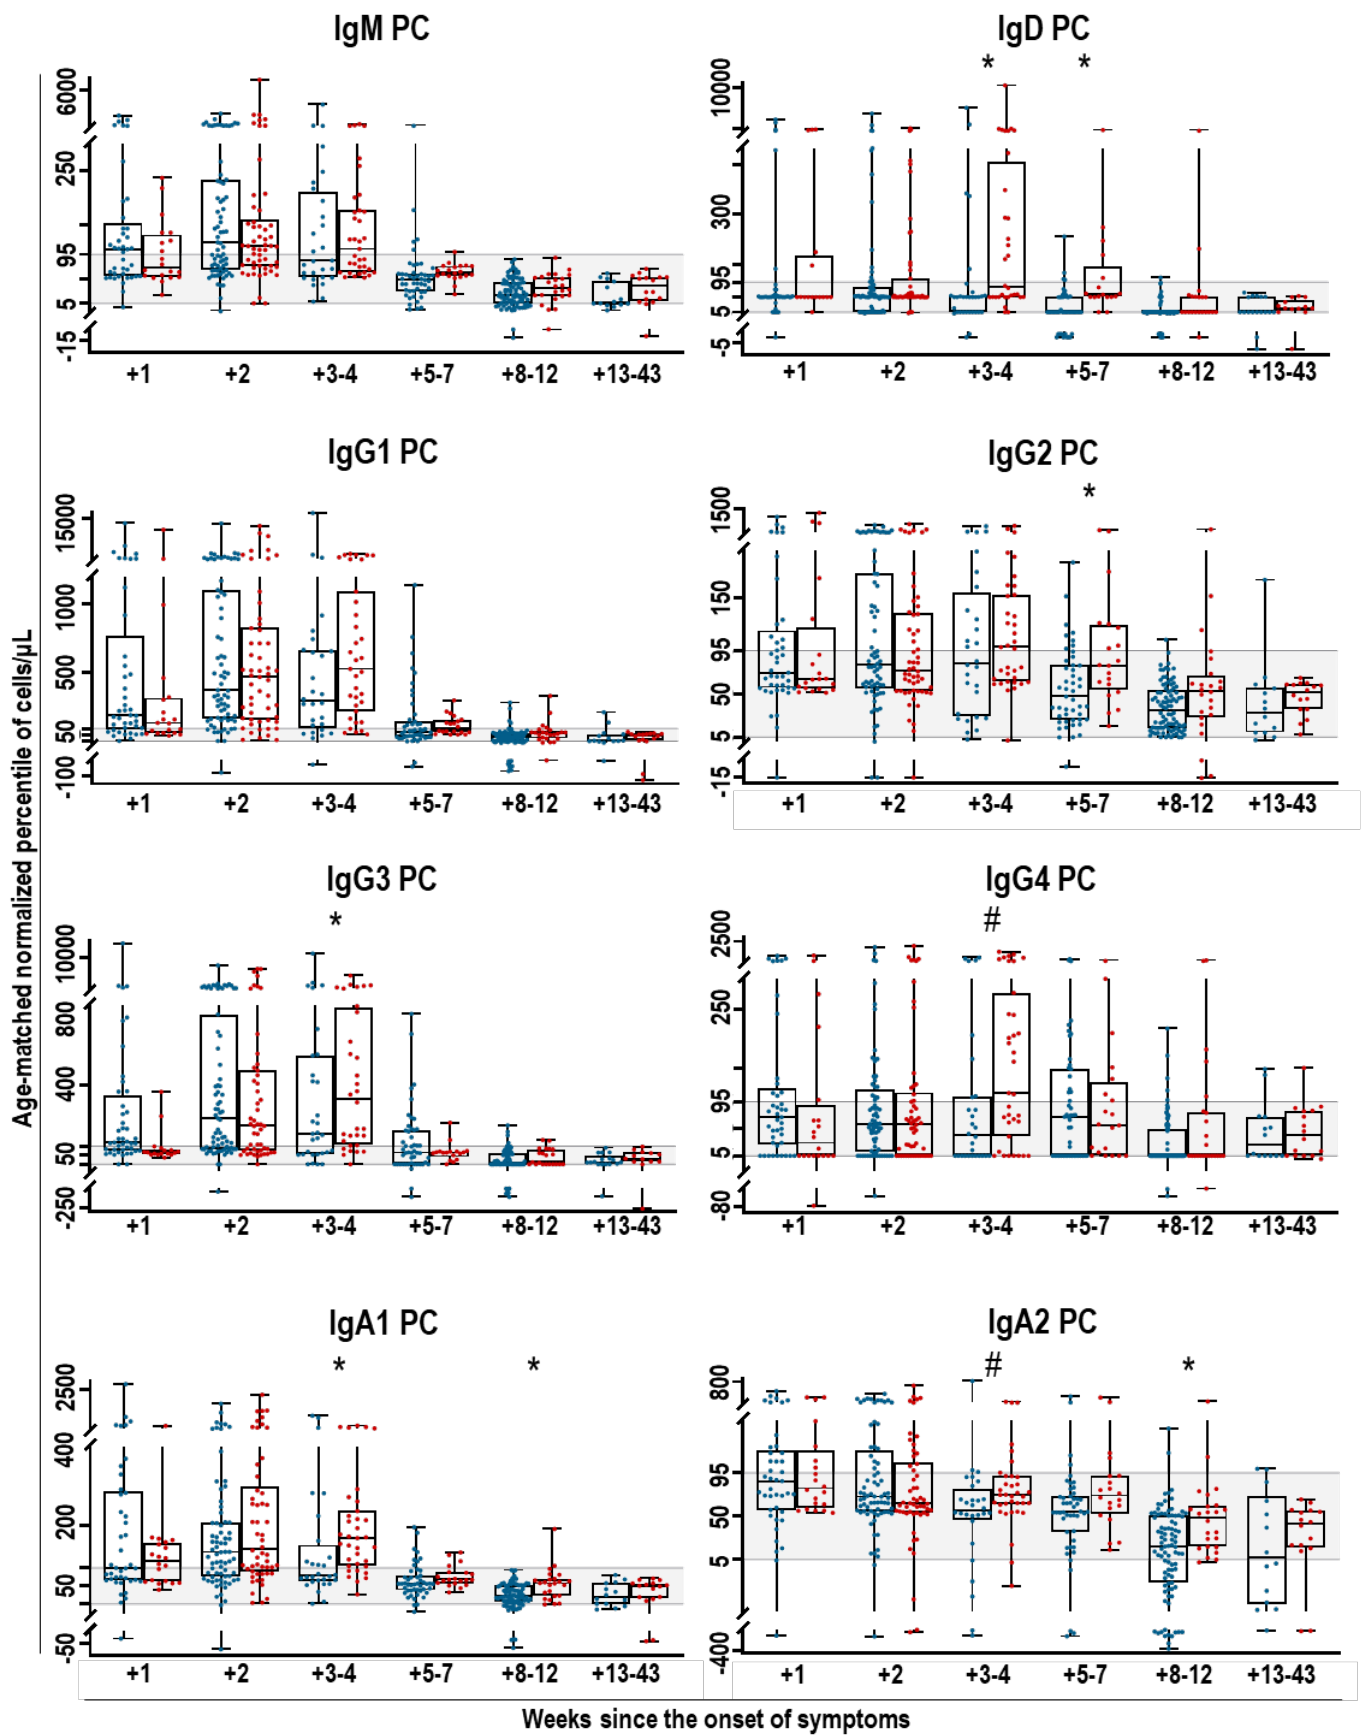 IgM PC
IgD PC
* *
6000
250
95
5
-15
10000
300
95
5
-5
+1 +2 +3-4 +5-7 +8-12 +13-43
+1 +2 +3-4 +5-7 +8-12 +13-43
IgG1 PC
IgG2 PC
*
15000
1000
500
50
-100
1500
150
95
50
5
-15
+1 +2 +3-4 +5-7 +8-12 +13-43
+1 +2 +3-4 +5-7 +8-12 +13-43
Age-matched normalized percentile of cells/µL
IgG3 PC
*
IgG4 PC
#
10000
800
400
50
-250
2500
250
95
5
-80
+1 +2 +3-4 +5-7 +8-12 +13-43
+1 +2 +3-4 +5-7 +8-12 +13-43
IgA1 PC
* *
IgA2 PC
# *
2500
400
200
50
-50
800
95
50
5
-400
+1 +2 +3-4 +5-7 +8-12 +13-43
+1 +2 +3-4 +5-7 +8-12 +13-43
Weeks since the onset of symptoms